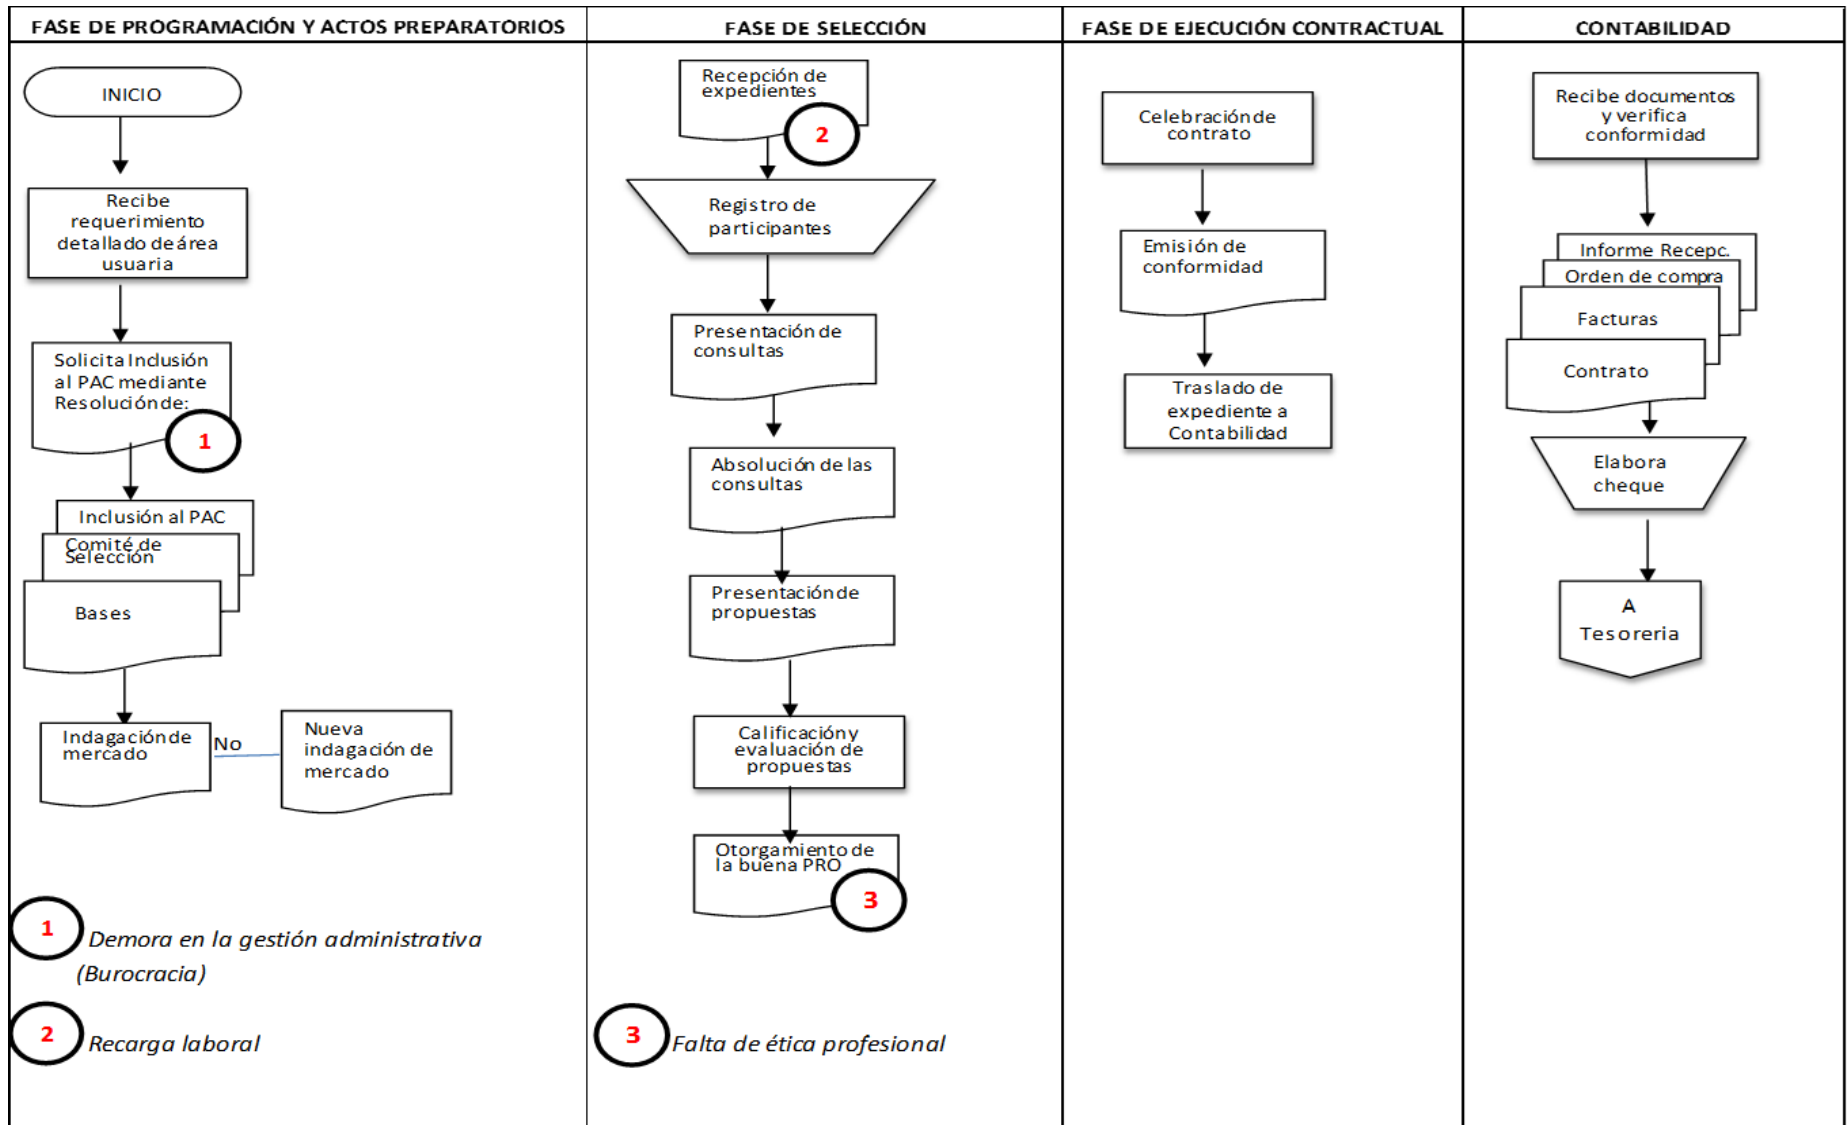 FASE DE PROGRAMACIÓN Y ACTOS PREPARATORIOS
INICIO
Recibe
requerimiento
detallado de área
usuaria
Solicita Inclusión
al PAC mediante
Resolución de:
1
Inclusión al PAC
Comité de
Selección
Bases
Indagación de
mercado
No
Nueva
indagación de
mercado
1
Demora en la gestión administrativa
(Burocracia)
2
Recarga laboral
FASE DE SELECCIÓN
Recepción de
expedientes
2
Registro de
participantes
Presentación de
consultas
Absolución de las
consultas
Presentación de
propuestas
Calificación y
evaluación de
propuestas
Otorgamiento de
la buena PRO
3
3
Falta de ética profesional
FASE DE EJECUCIÓN CONTRACTUAL
Celebración de
contrato
Emisión de
conformidad
Traslado de
expediente a
Contabilidad
CONTABILIDAD
Recibe documentos
y verifica
conformidad
Informe Recepc.
Orden de compra
Facturas
Contrato
Elabora
cheque
A
Tesoreria